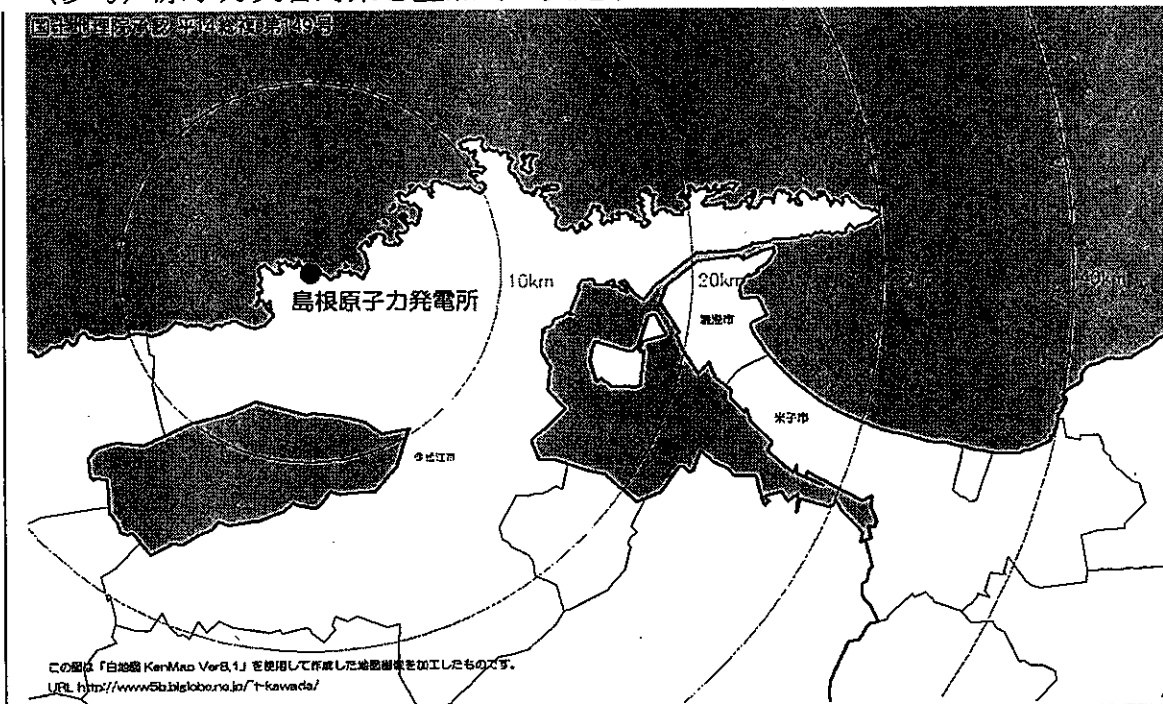 国土地理院承認 平14総複 第149号
島根原子力発電所
10km
20km
境港市
米子市
松江市
この図は「白地図 KenMap Ver8.1」を使用して作成した地図画像を加工したものです。
URL http://www5b.biglobe.ne.jp/~t-kawada/